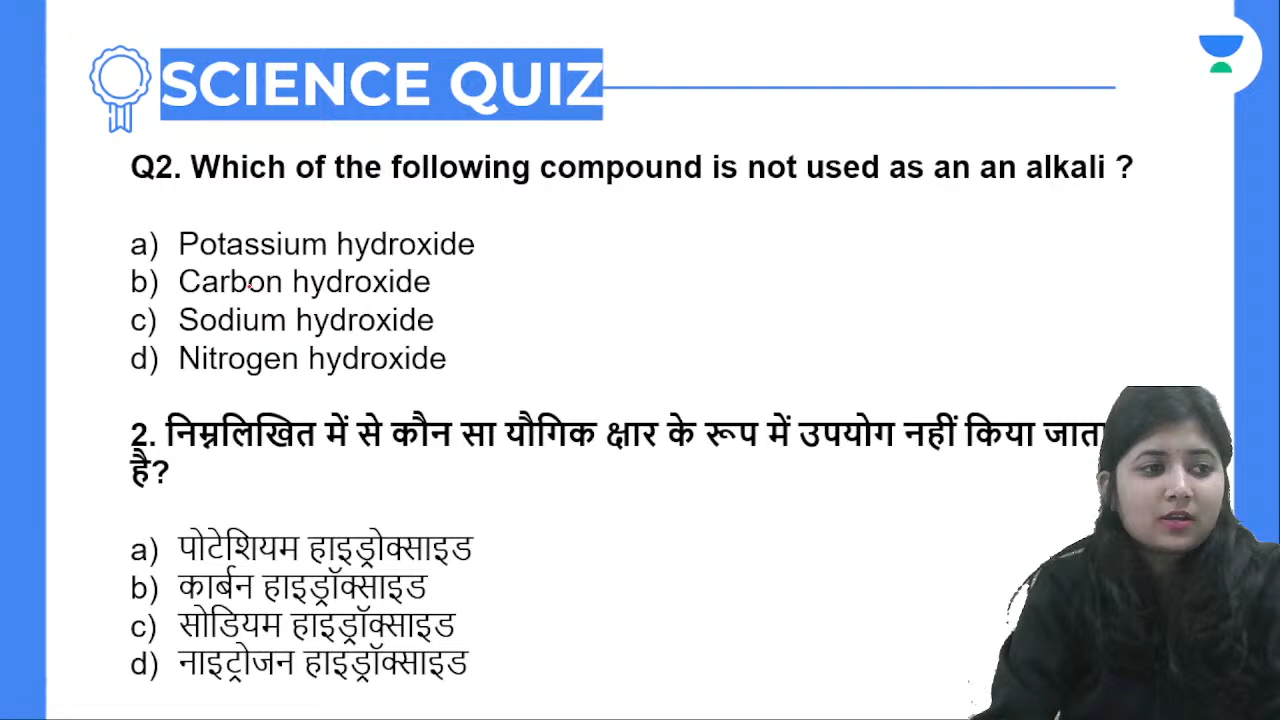 SCIENCE QUIZ
Q2. Which of the following compound is not used as an an alkali ?
a) Potassium hydroxide
b) Carbon hydroxide
c) Sodium hydroxide
d) Nitrogen hydroxide
2. निम्नलिखित में से कौन सा यौगिक क्षार के रूप में उपयोग नहीं किया जाता
है?
a) पोटेशियम हाइड्रोक्साइड
b) कार्बन हाइड्रॉक्साइड
c) सोडियम हाइड्रॉक्साइड
d) नाइट्रोजन हाइड्रॉक्साइड